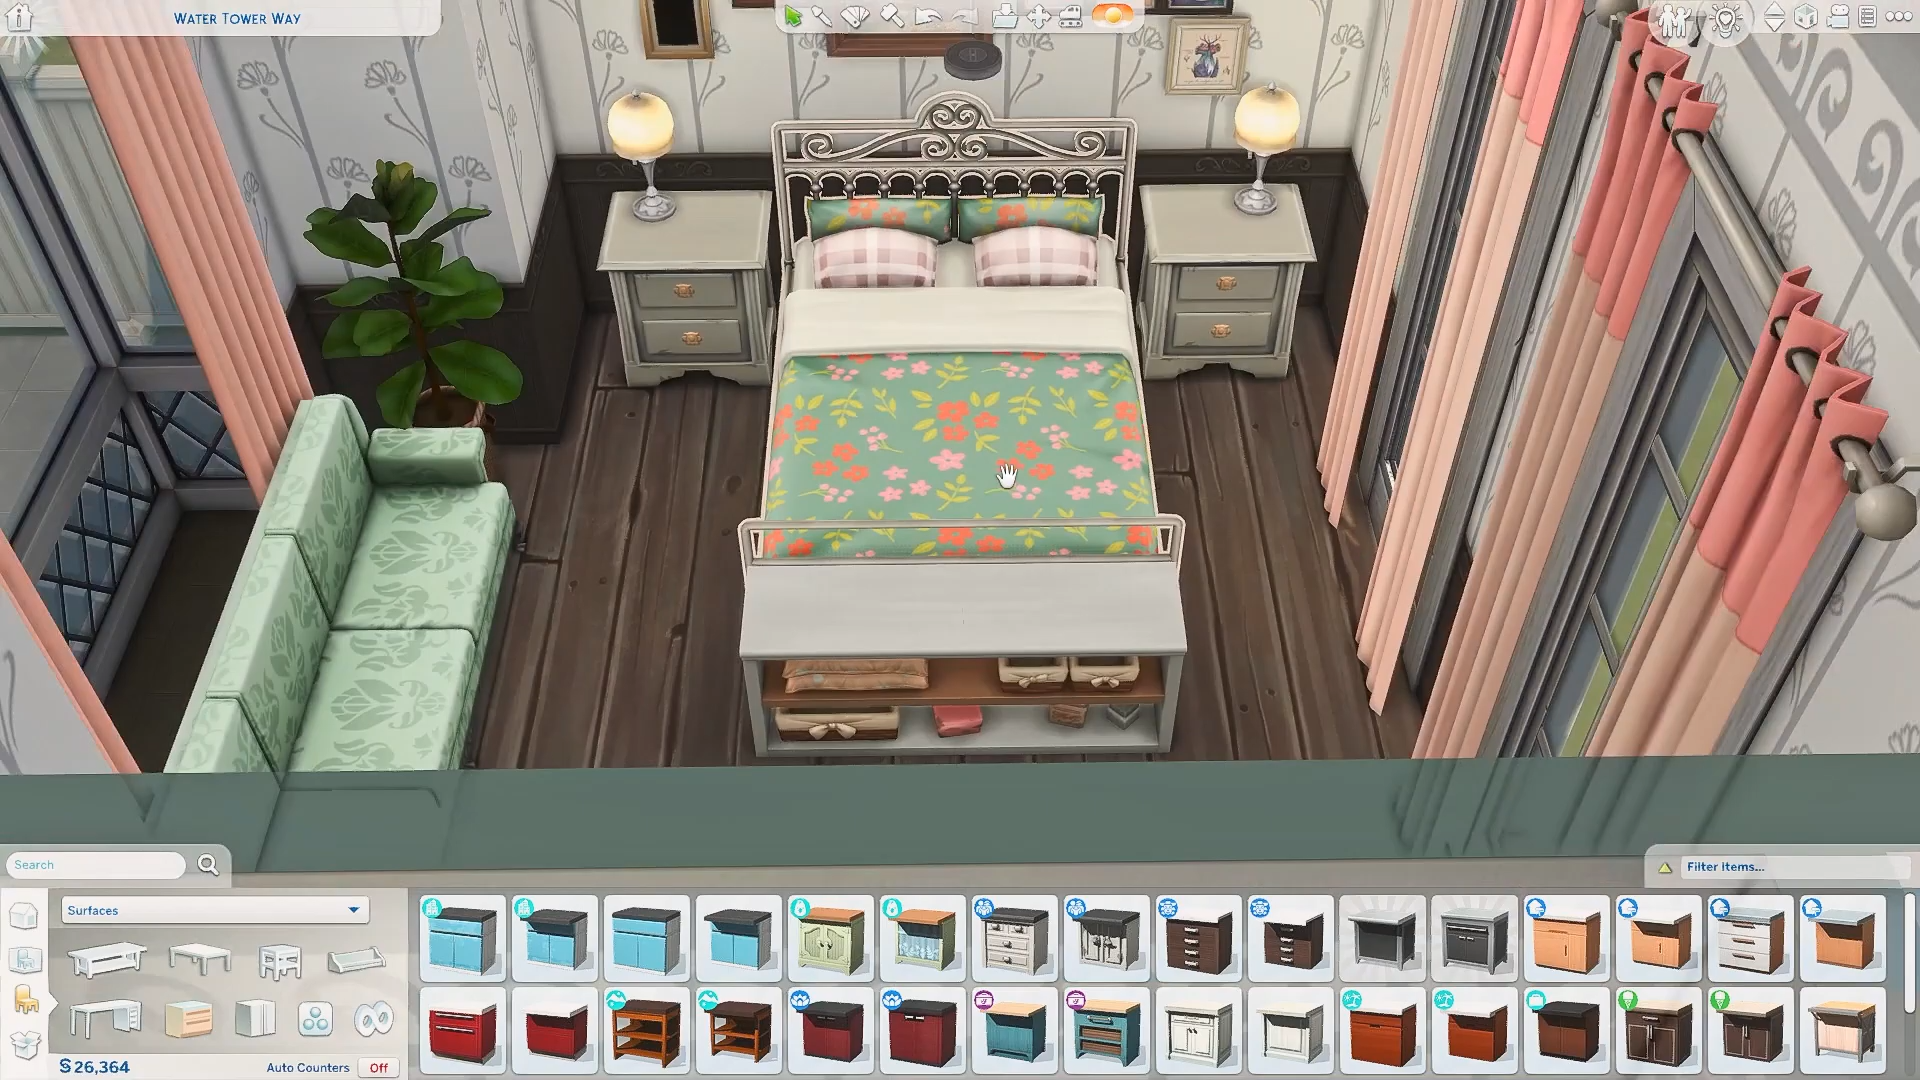 WATER TOWER WAY
Search
Filter Items...
Surfaces
§26,364
Auto Counters
Off